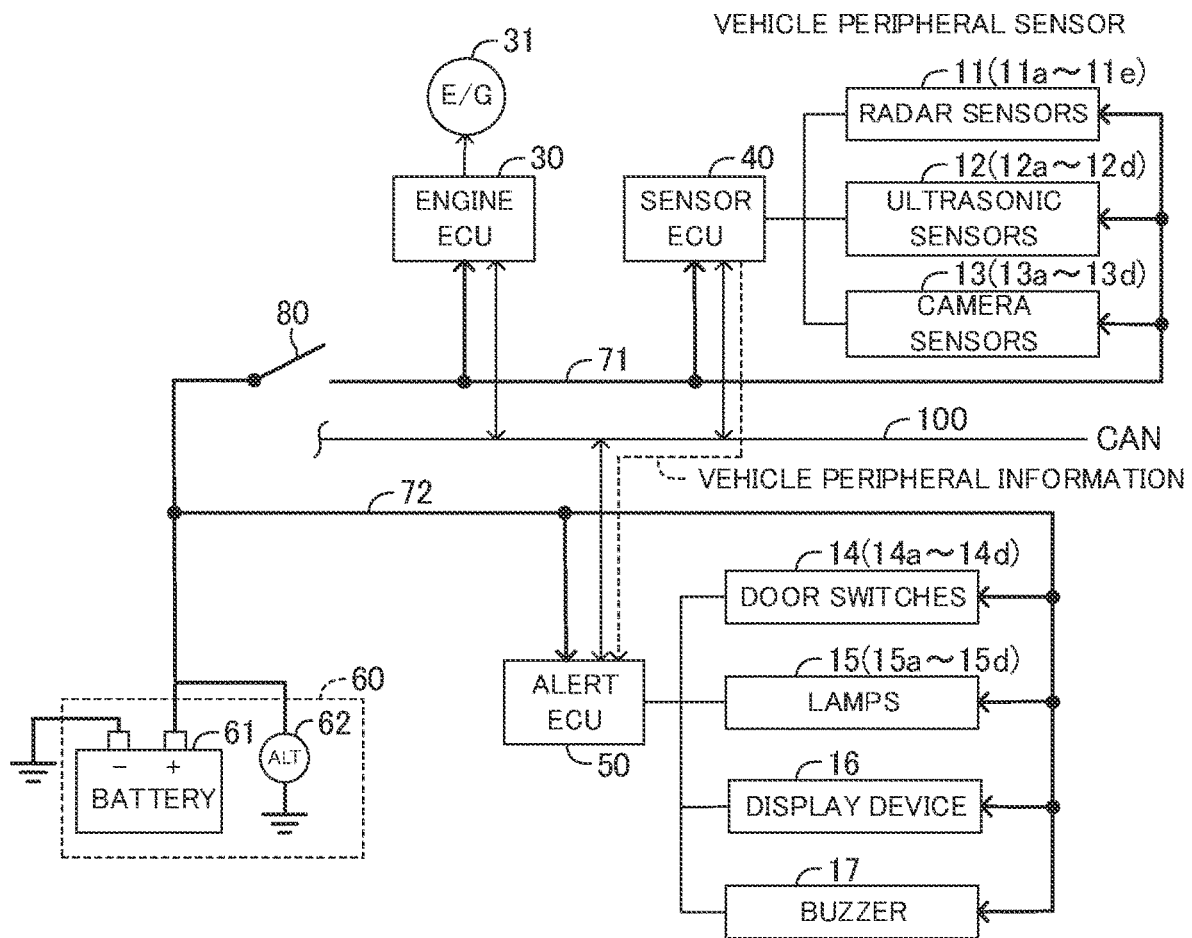 VEHICLE PERIPHERAL SENSOR
31
E/G
11(11a～11e)
RADAR SENSORS
30
ENGINE
ECU
40
SENSOR
ECU
12(12a～12d)
ULTRASONIC
SENSORS
13(13a～13d)
CAMERA
SENSORS
80
71
100
CAN
VEHICLE PERIPHERAL INFORMATION
72
14(14a～14d)
DOOR SWITCHES
15(15a～15d)
LAMPS
ALERT
ECU
50
60
61
62
ALT
− +
BATTERY
16
DISPLAY DEVICE
17
BUZZER